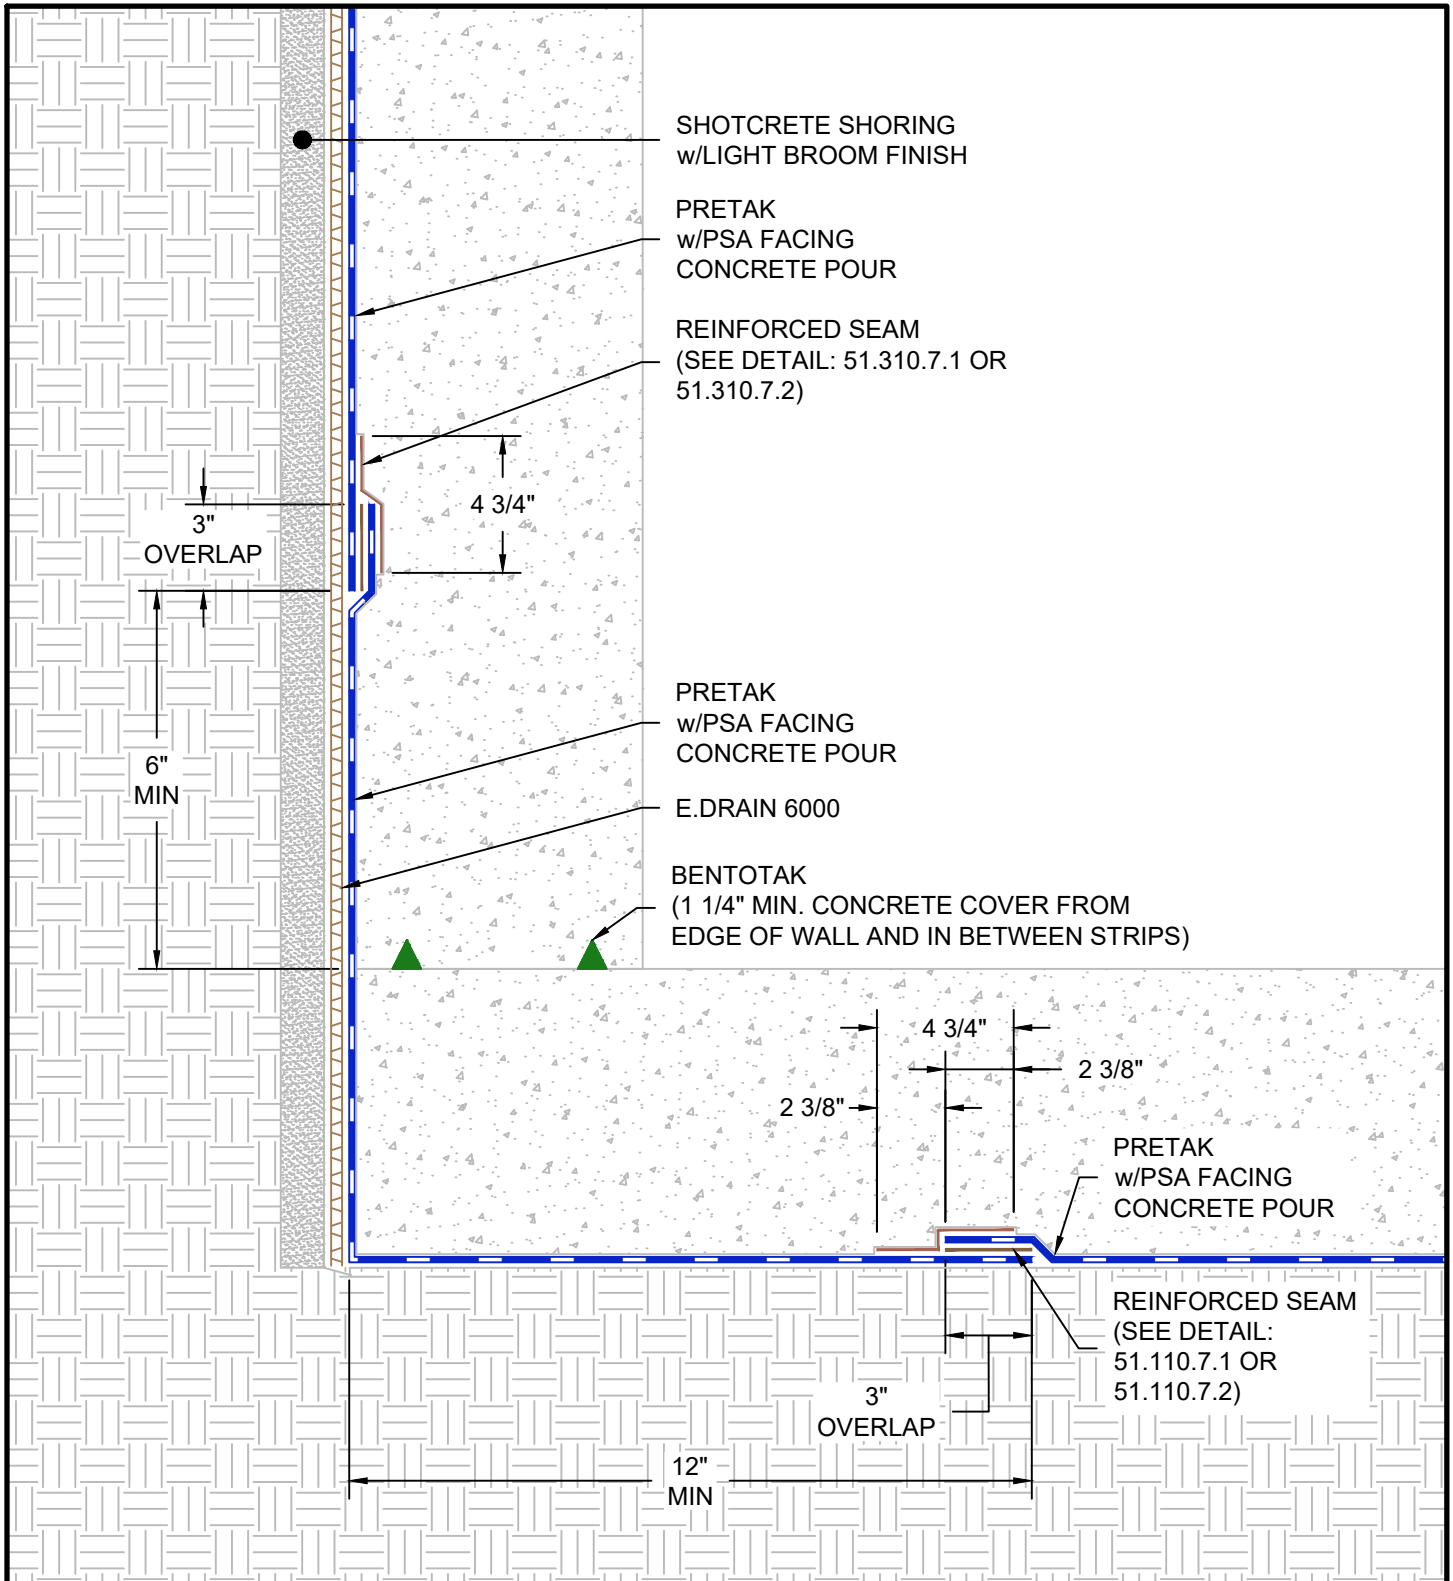 SHOTCRETE SHORING
w/LIGHT BROOM FINISH
PRETAK
w/PSA FACING
CONCRETE POUR
REINFORCED SEAM
(SEE DETAIL: 51.310.7.1 OR
51.310.7.2)
4 3/4"
3"
OVERLAP
6"
MIN
PRETAK
w/PSA FACING
CONCRETE POUR
E.DRAIN 6000
BENTOTAK
(1 1/4" MIN. CONCRETE COVER FROM
EDGE OF WALL AND IN BETWEEN STRIPS)
4 3/4"
2 3/8"
2 3/8"
PRETAK
w/PSA FACING
CONCRETE POUR
REINFORCED SEAM
(SEE DETAIL:
51.110.7.1 OR
51.110.7.2)
3"
OVERLAP
12"
MIN